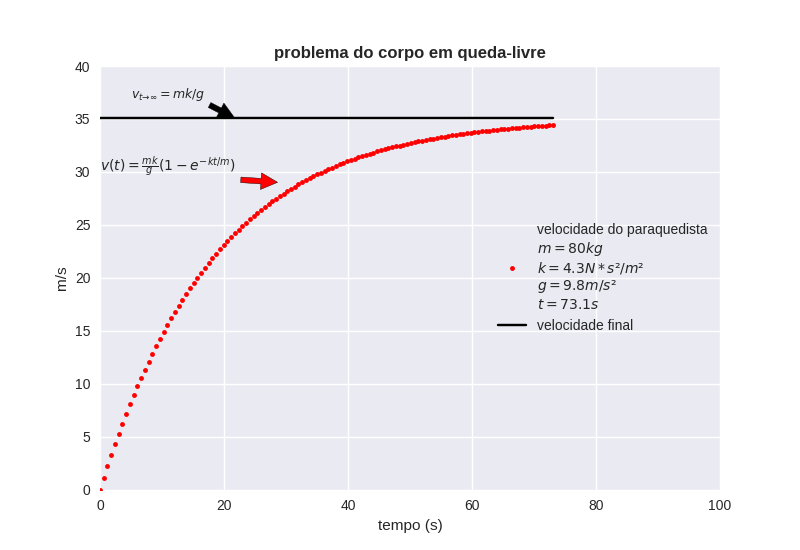 problema do corpo em queda-livre
40
35
30
25
20
15
10
5
0
m/s
v_{t→∞} = mk/g
v(t) = \frac{mk}{g}(1 − e^{−kt/m})
velocidade do paraquedista
m = 80kg
k = 4.3N * s²/m²
g = 9.8m/s²
t = 73.1s
velocidade final
0 20 40 60 80 100
tempo (s)